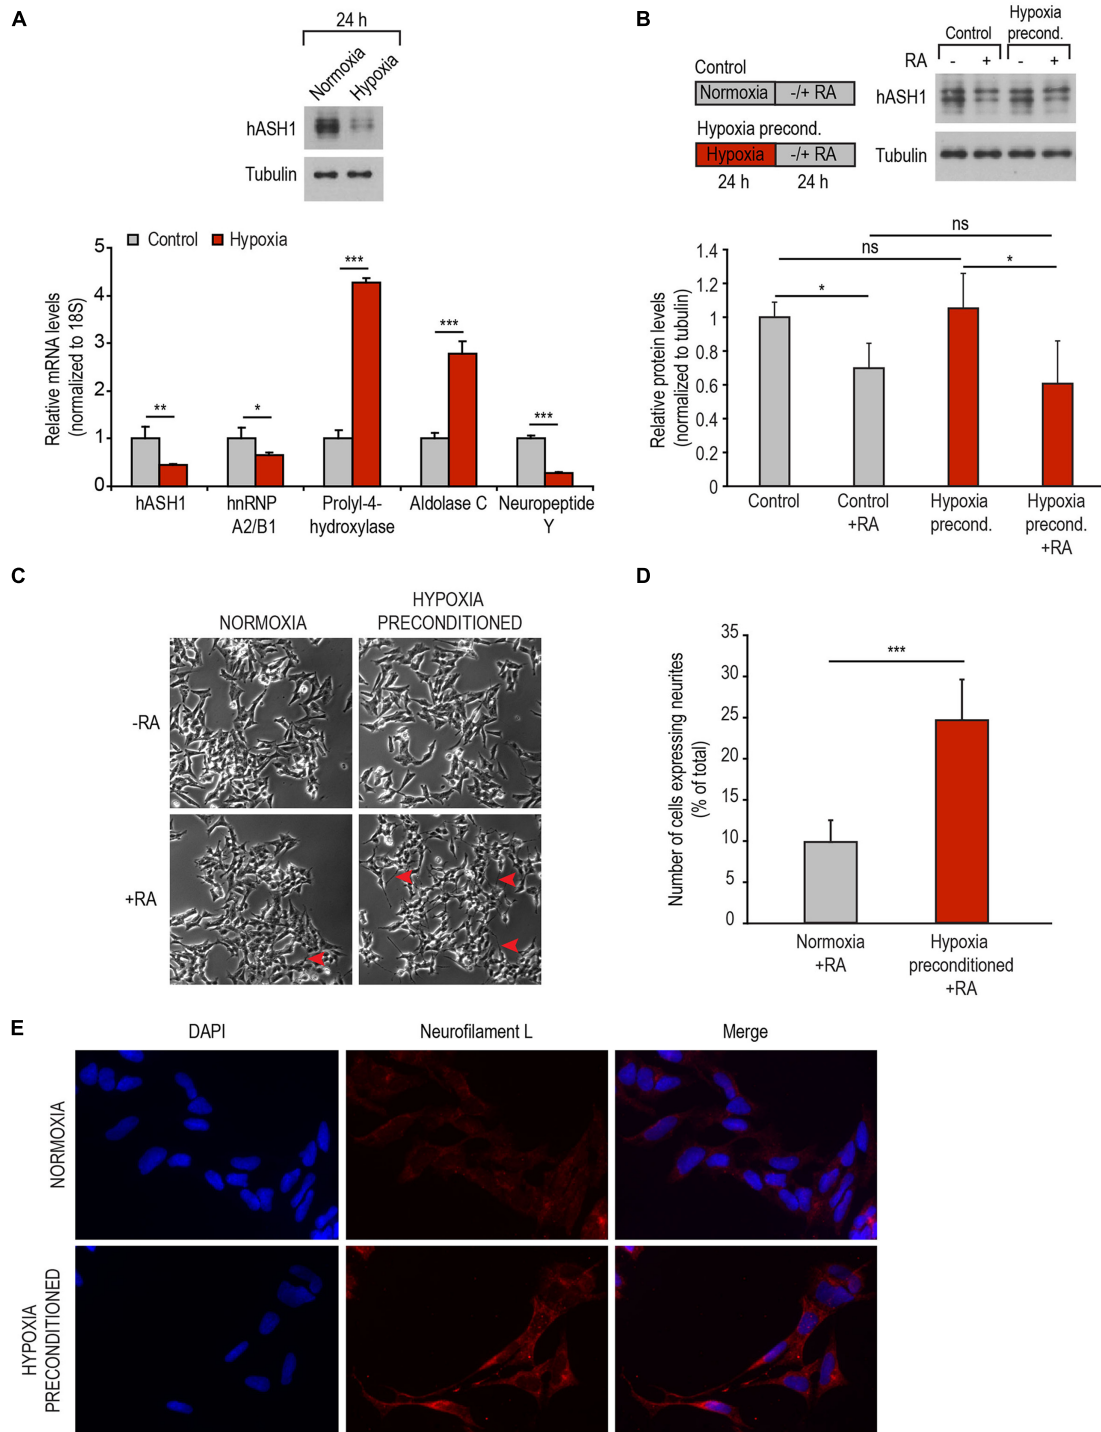 A
24 h
Normoxia
Hypoxia
hASH1
Tubulin
Control
Hypoxia
Relative mRNA levels
(normalized to 18S)
5
4
3
2
1
0
**
*
***
***
***
hASH1
hnRNP
A2/B1
Prolyl-4-
hydroxylase
Aldolase C
Neuropeptide
Y
B
Control
Normoxia
-/+ RA
Hypoxia precond.
Hypoxia
-/+ RA
24 h
24 h
Control
Hypoxia
precond.
RA
-
+
-
+
hASH1
Tubulin
Relative protein levels
(normalized to tubulin)
1.4
1.2
1
0.8
0.6
0.4
0.2
0
ns
ns
*
*
Control
Control
+RA
Hypoxia
precond.
Hypoxia
precond.
+RA
C
NORMOXIA
HYPOXIA
PRECONDITIONED
-RA
+RA
D
Number of cells expressing neurites
(% of total)
35
30
25
20
15
10
5
0
***
Normoxia
+RA
Hypoxia
preconditioned
+RA
E
DAPI
Neurofilament L
Merge
NORMOXIA
HYPOXIA
PRECONDITIONED